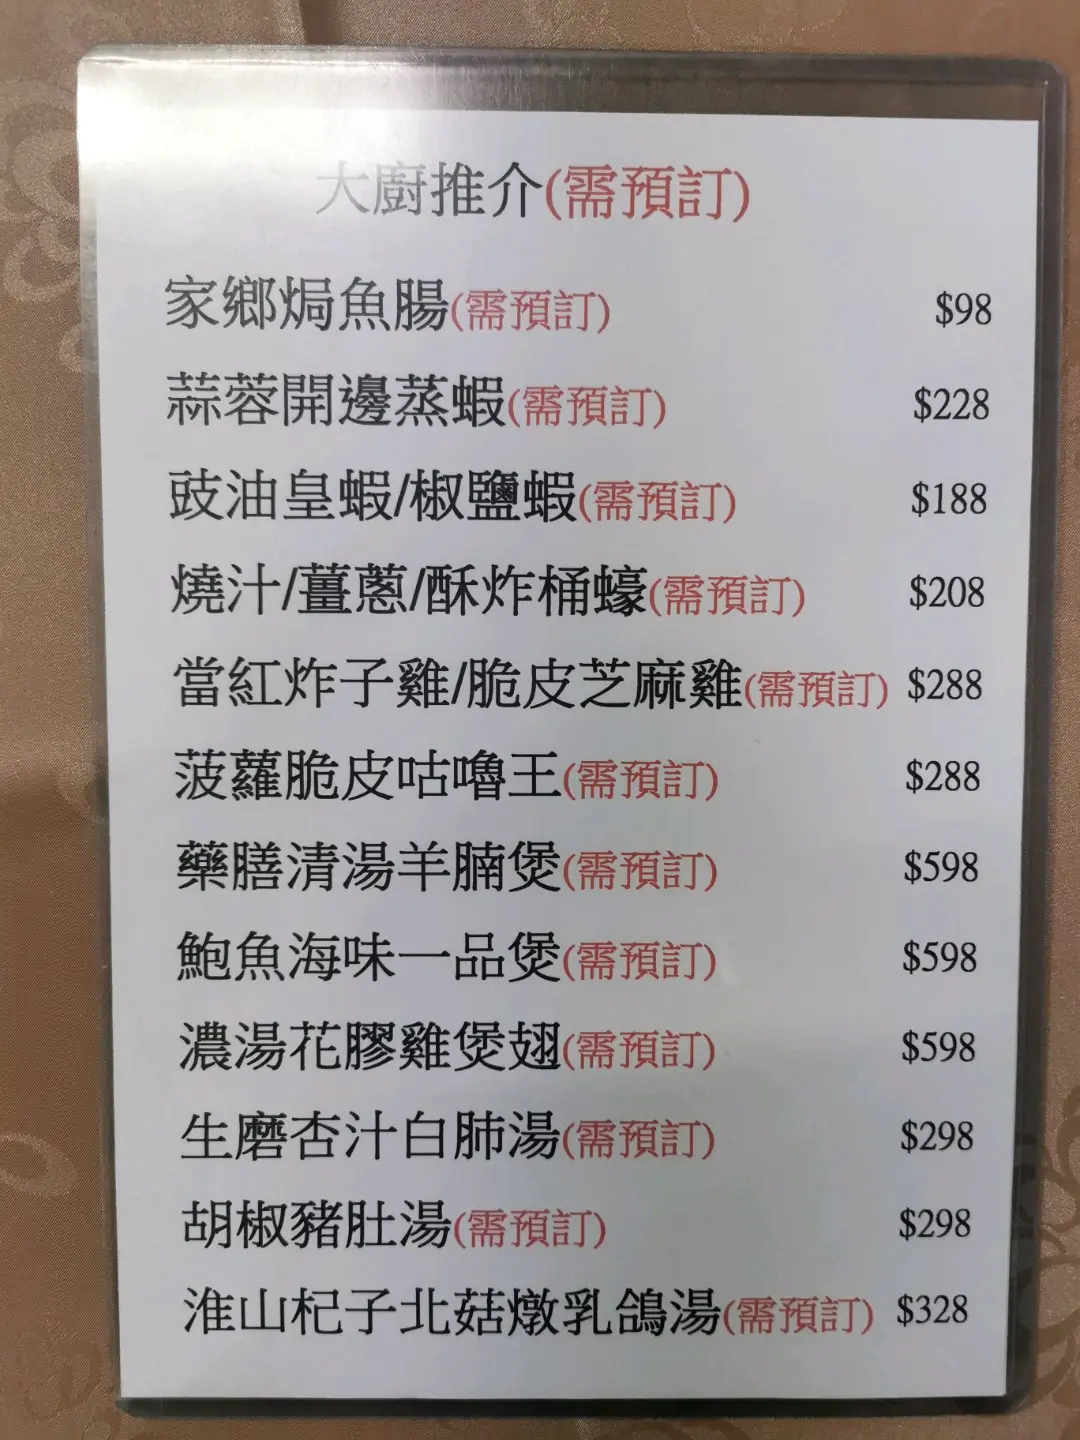 大廚推介(需預訂)
家鄉焗魚腸(需預訂) $98
蒜蓉開邊蒸蝦(需預訂) $228
豉油皇蝦/椒鹽蝦(需預訂) $188
燒汁/薑蔥/酥炸桶蠔(需預訂) $208
當紅炸子雞/脆皮芝麻雞(需預訂) $288
菠蘿脆皮咕嚕王(需預訂) $288
藥膳清湯羊腩煲(需預訂) $598
鮑魚海味一品煲(需預訂) $598
濃湯花膠雞煲翅(需預訂) $598
生磨杏汁白肺湯(需預訂) $298
胡椒豬肚湯(需預訂) $298
淮山杞子北菇燉乳鴿湯(需預訂) $328